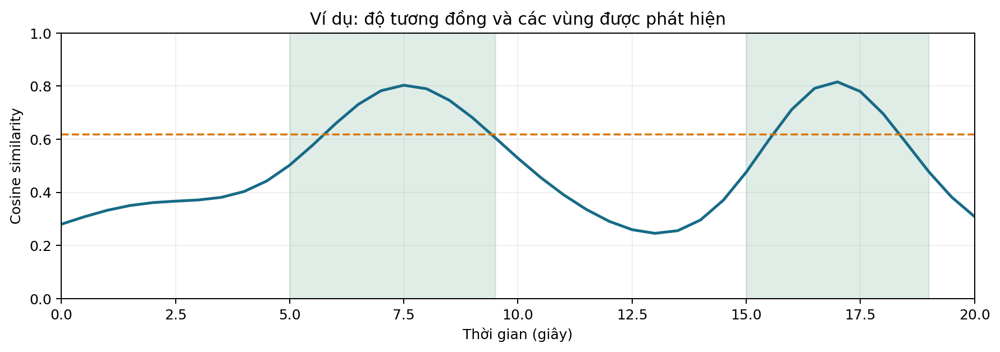 Ví dụ: độ tương đồng và các vùng được phát hiện
1.0
0.8
0.6
0.4
0.2
0.0
Cosine similarity
0.0 2.5 5.0 7.5 10.0 12.5 15.0 17.5 20.0
Thời gian (giây)